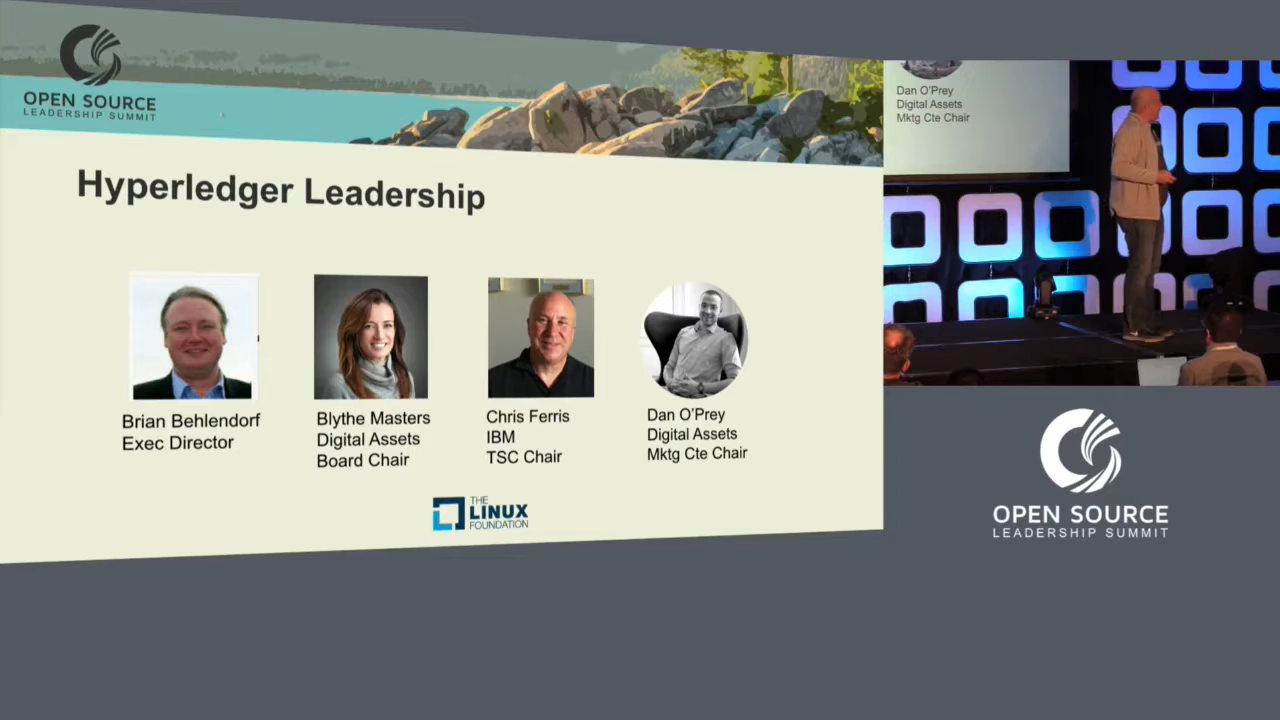 OPEN SOURCE
LEADERSHIP SUMMIT
Hyperledger Leadership
Brian Behlendorf
Exec Director
Blythe Masters
Digital Assets
Board Chair
Chris Ferris
IBM
TSC Chair
Dan O'Prey
Digital Assets
Mktg Cte Chair
THE
LINUX
FOUNDATION
Dan O'Prey
Digital Assets
Mktg Cte Chair
OPEN SOURCE
LEADERSHIP SUMMIT